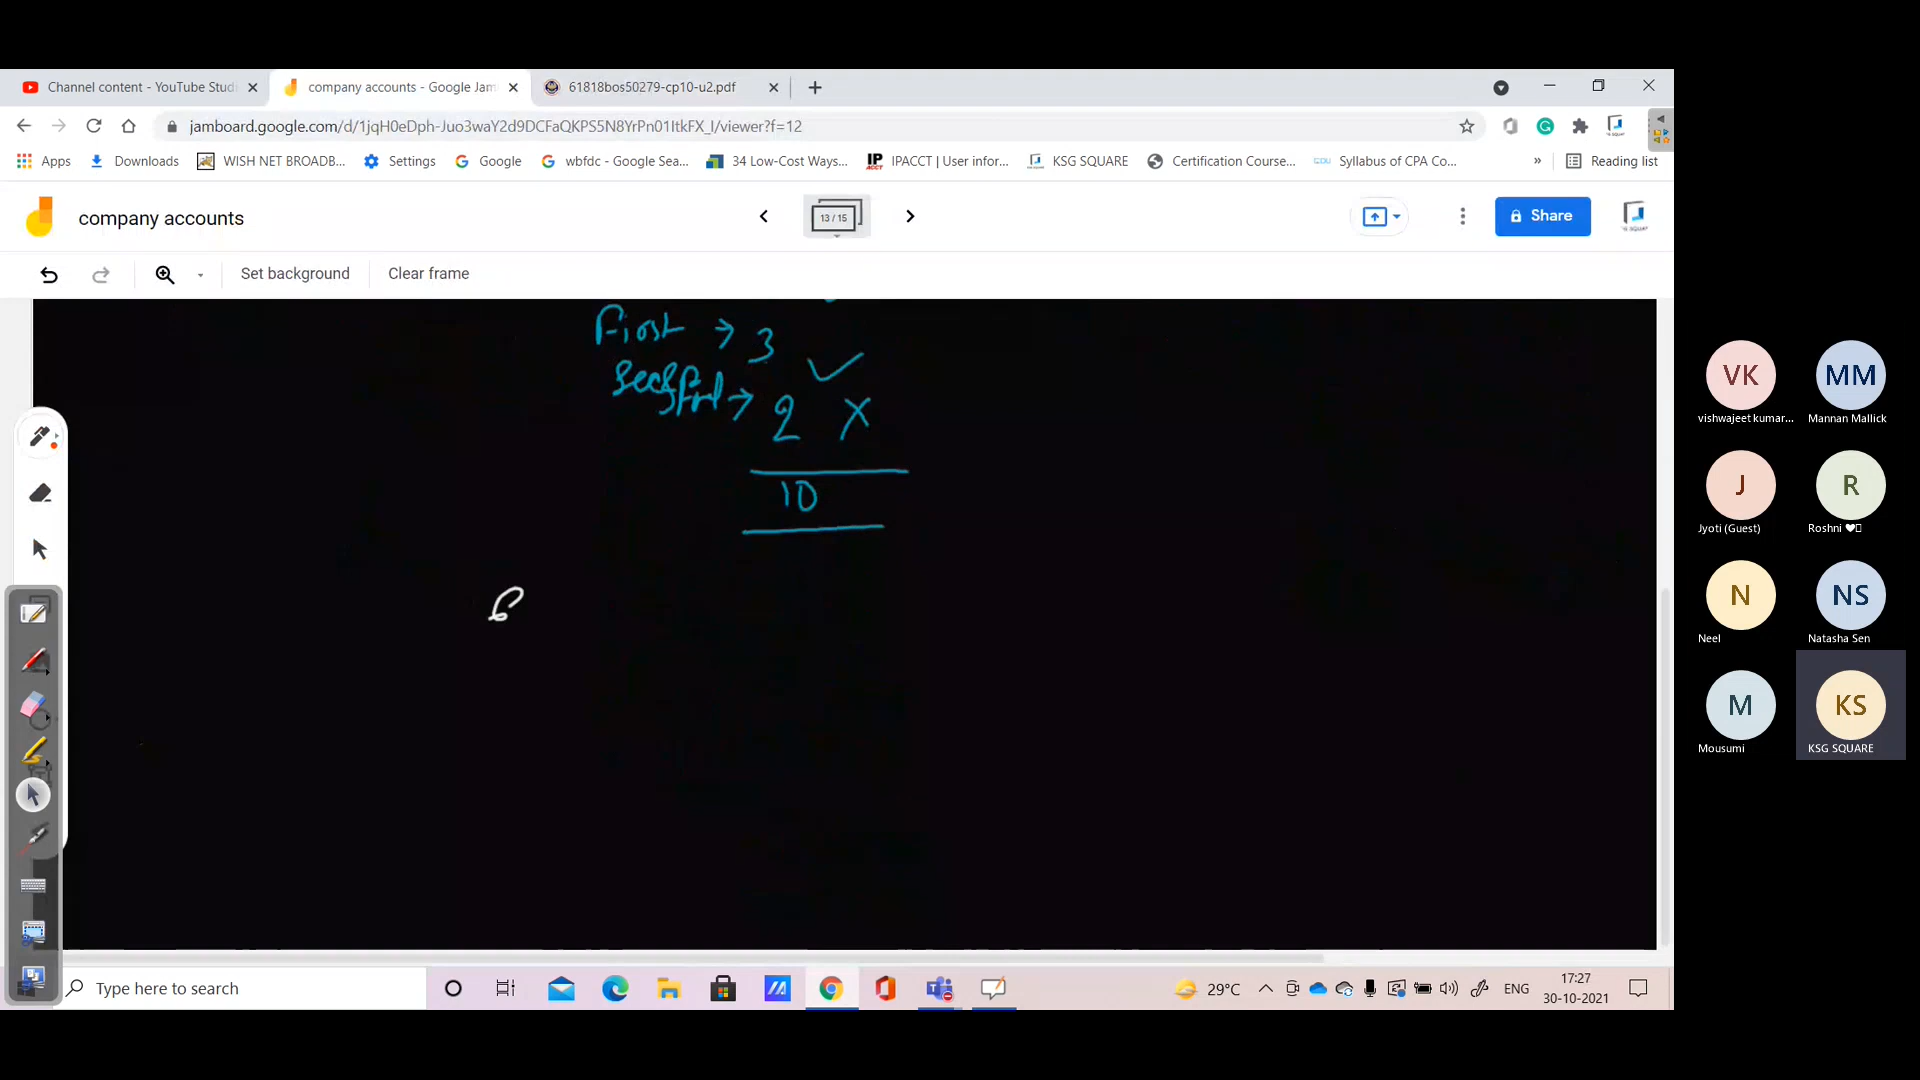 Channel content - YouTube Studi
company accounts - Google Jam
61818bos50279-cp10-u2.pdf
jamboard.google.com/d/1jqH0eDph-Juo3waY2d9DCFaQKPS5N8YrPn01ItkFX_I/viewer?f=12
Apps
Downloads
WISH NET BROADB...
Settings
Google
wbfdc - Google Sea...
34 Low-Cost Ways...
IPACCT | User infor...
KSG SQUARE
Certification Course...
Syllabus of CPA Co...
»
Reading list
company accounts
13 / 15
Share
Set background
Clear frame
First → 3 ✓
→ 2 X
10
VK
vishwajeet kumar...
MM
Mannan Mallick
J
Jyoti (Guest)
R
Roshni ❤
N
Neel
NS
Natasha Sen
M
Mousumi
KS
KSG SQUARE
Type here to search
29°C
ENG
17:27
30-10-2021